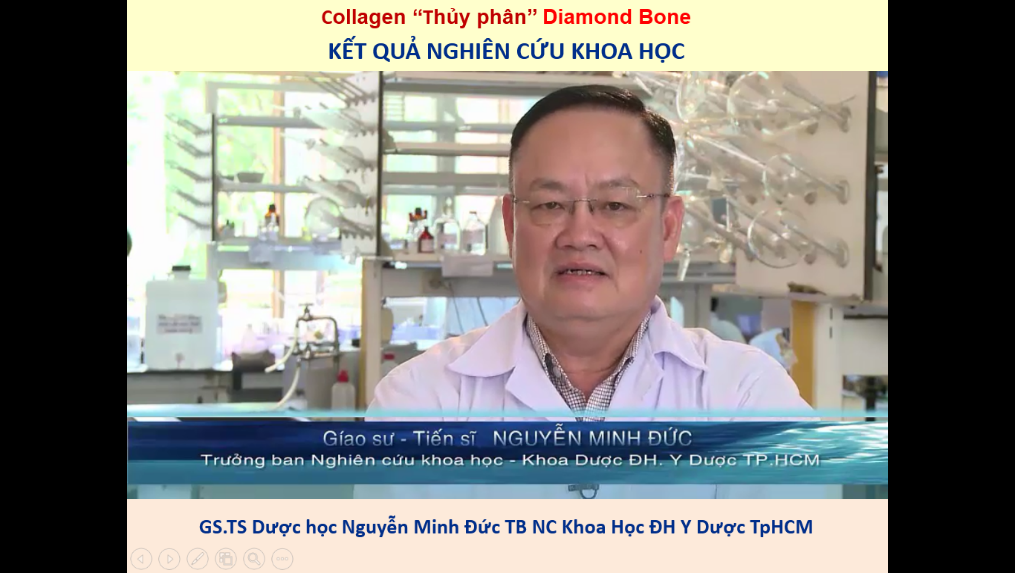 Collagen “Thủy phân” Diamond Bone
KẾT QUẢ NGHIÊN CỨU KHOA HỌC
Giáo sư - Tiến sĩ NGUYỄN MINH ĐỨC
Trưởng ban Nghiên cứu khoa học - Khoa Dược ĐH. Y Dược TP.HCM
GS.TS Dược học Nguyễn Minh Đức TB NC Khoa Học ĐH Y Dược TpHCM